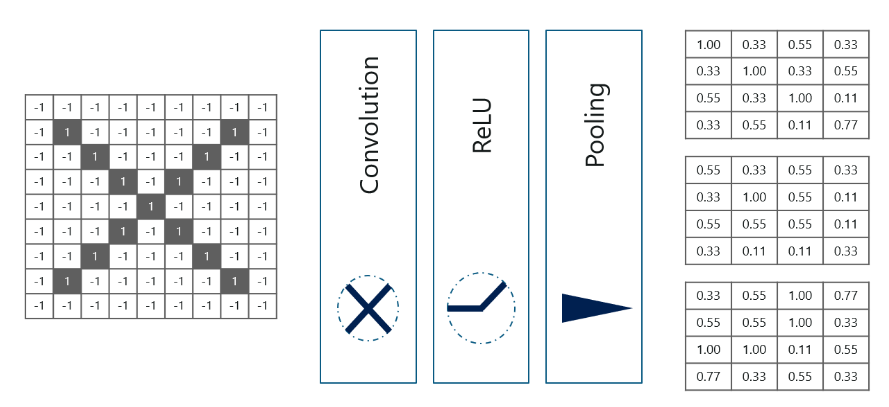 -1 -1 -1 -1 -1 -1 -1 -1 -1
-1 1 -1 -1 -1 -1 -1 1 -1
-1 -1 1 -1 -1 -1 1 -1 -1
-1 -1 -1 1 -1 1 -1 -1 -1
-1 -1 -1 -1 1 -1 -1 -1 -1
-1 -1 -1 1 -1 1 -1 -1 -1
-1 -1 1 -1 -1 -1 1 -1 -1
-1 1 -1 -1 -1 -1 -1 1 -1
-1 -1 -1 -1 -1 -1 -1 -1 -1
Convolution
ReLU
Pooling
1.00 0.33 0.55 0.33
0.33 1.00 0.33 0.55
0.55 0.33 1.00 0.11
0.33 0.55 0.11 0.77
0.55 0.33 0.55 0.33
0.33 1.00 0.55 0.11
0.55 0.55 0.55 0.11
0.33 0.11 0.11 0.33
0.33 0.55 1.00 0.77
0.55 0.55 1.00 0.33
1.00 1.00 0.11 0.55
0.77 0.33 0.55 0.33